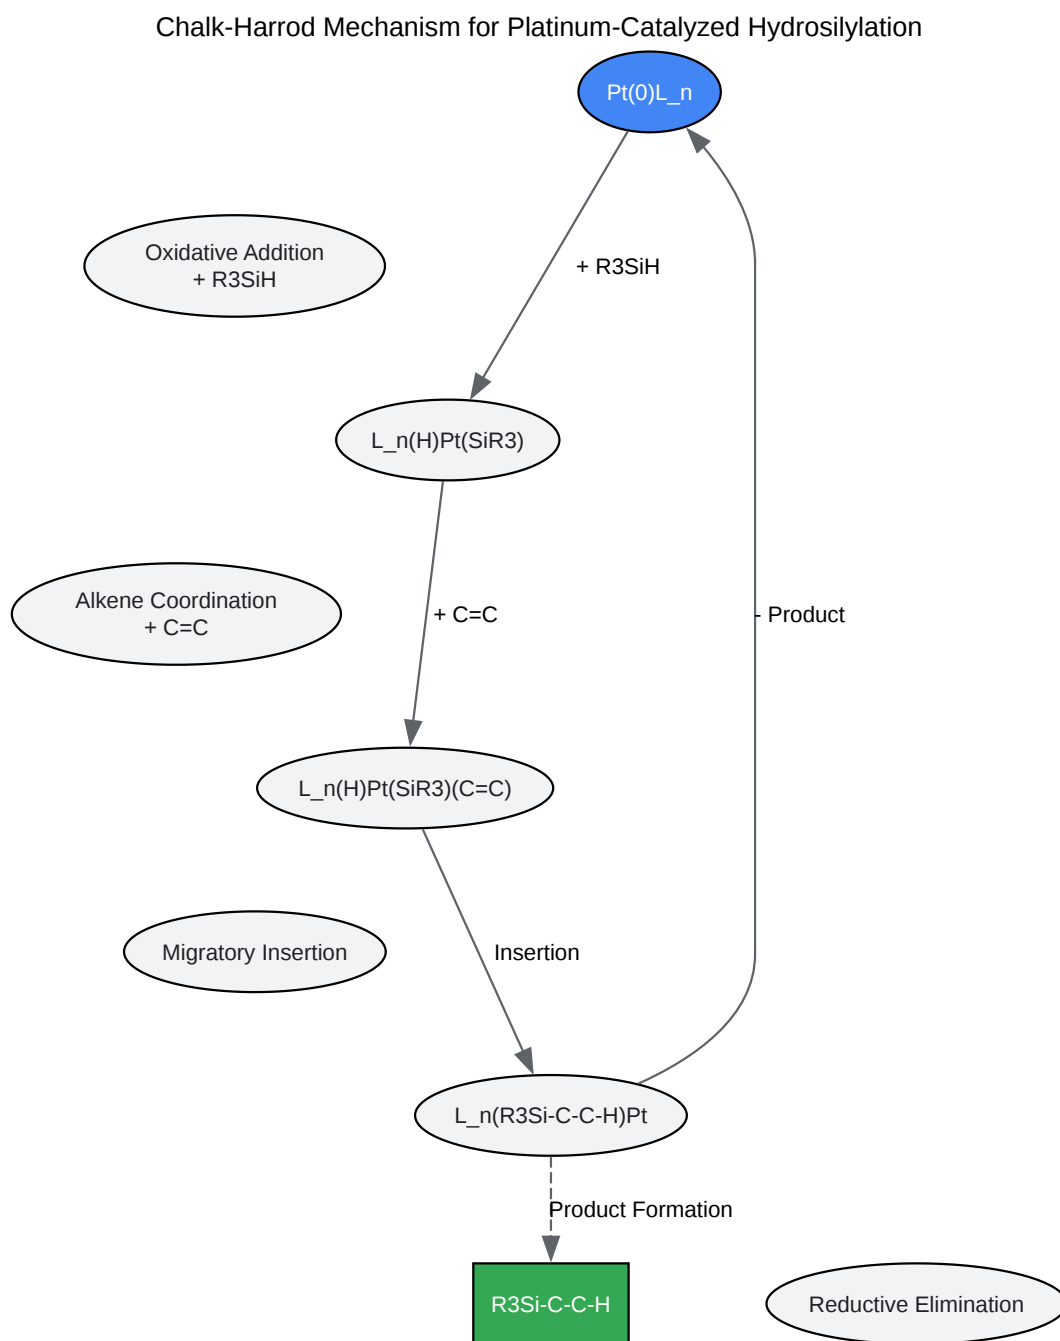 Chalk-Harrod Mechanism for Platinum-Catalyzed Hydrosilylation
Pt(0)L_n
Oxidative Addition
+ R3SiH
+ R3SiH
L_n(H)Pt(SiR3)
Alkene Coordination
+ C=C
+ C=C
- Product
L_n(H)Pt(SiR3)(C=C)
Migratory Insertion
Insertion
L_n(R3Si-C-C-H)Pt
Product Formation
R3Si-C-C-H
Reductive Elimination